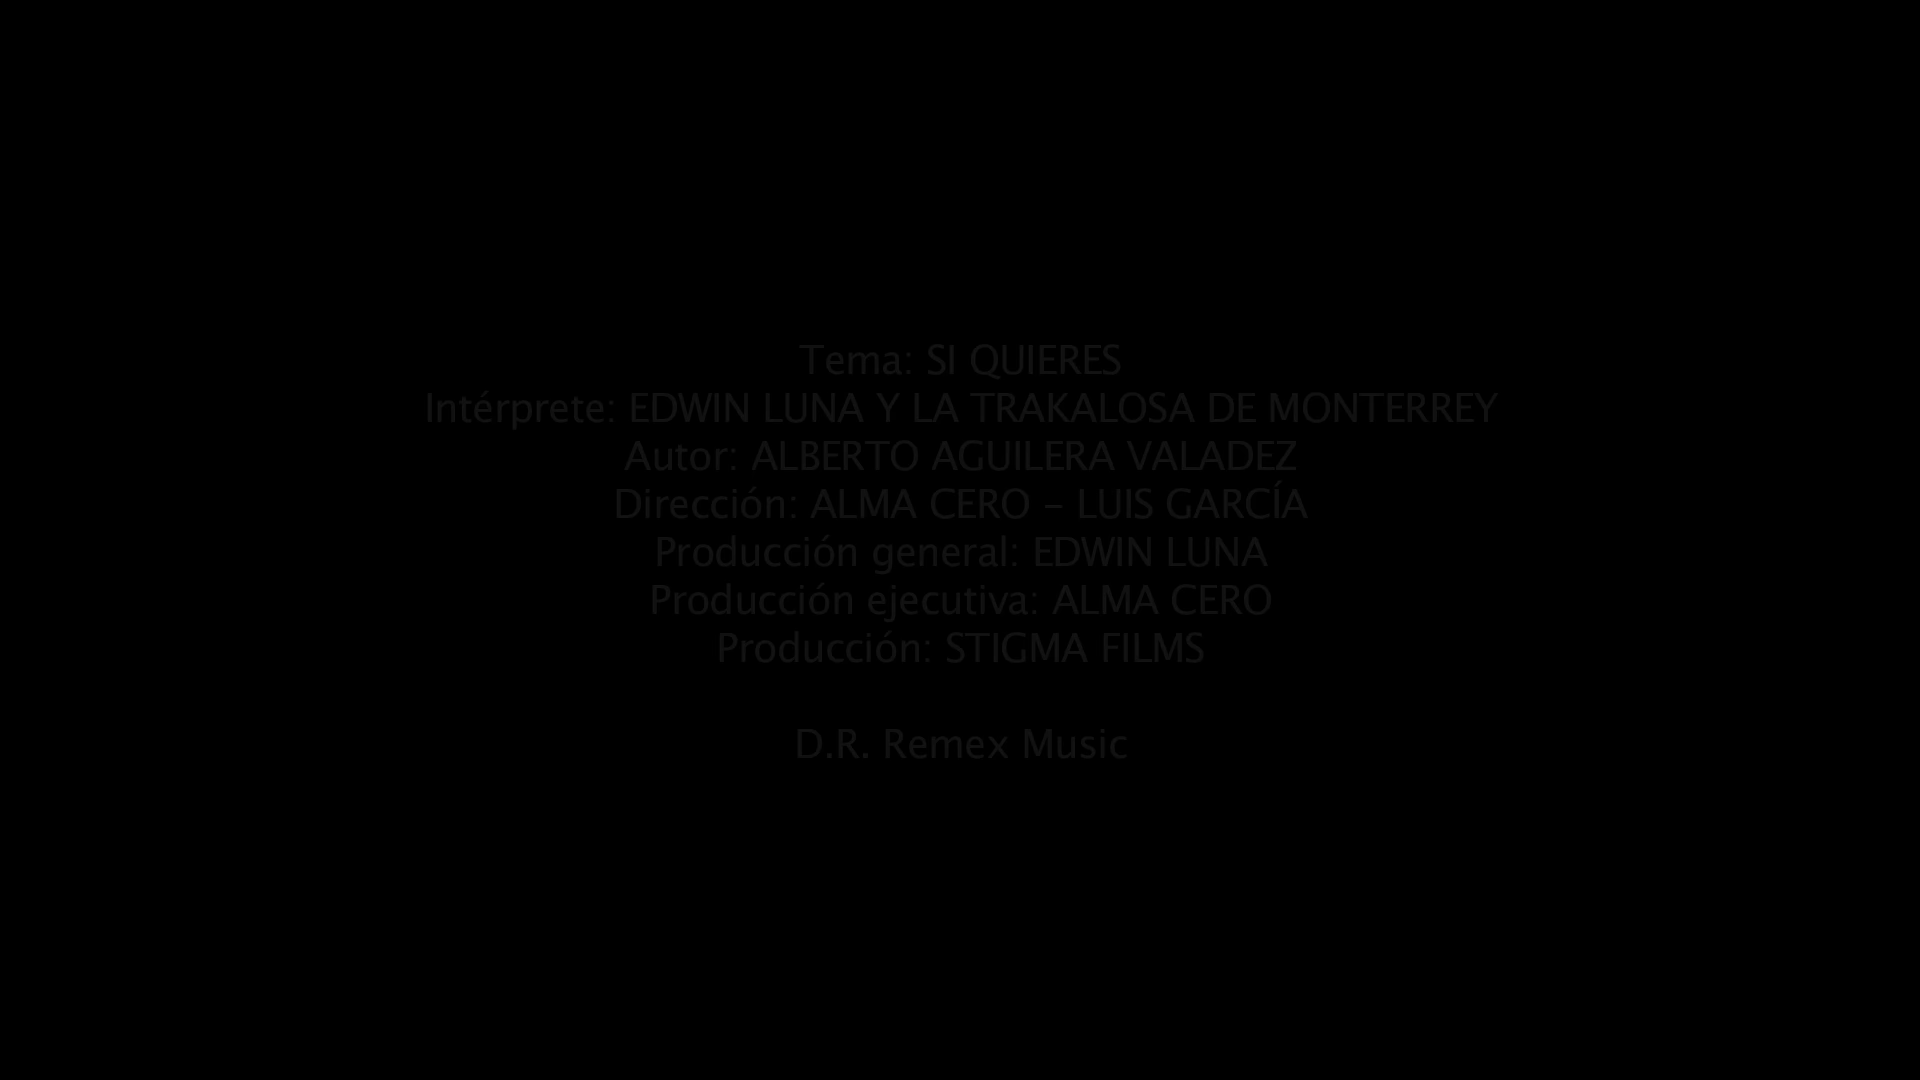 Tema: SI QUIERES
Intérprete: EDWIN LUNA Y LA TRAKALOSA DE MONTERREY
Autor: ALBERTO AGUILERA VALADEZ
Dirección: ALMA CERO – LUIS GARCÍA
Producción general: EDWIN LUNA
Producción ejecutiva: ALMA CERO
Producción: STIGMA FILMS
D.R. Remex Music